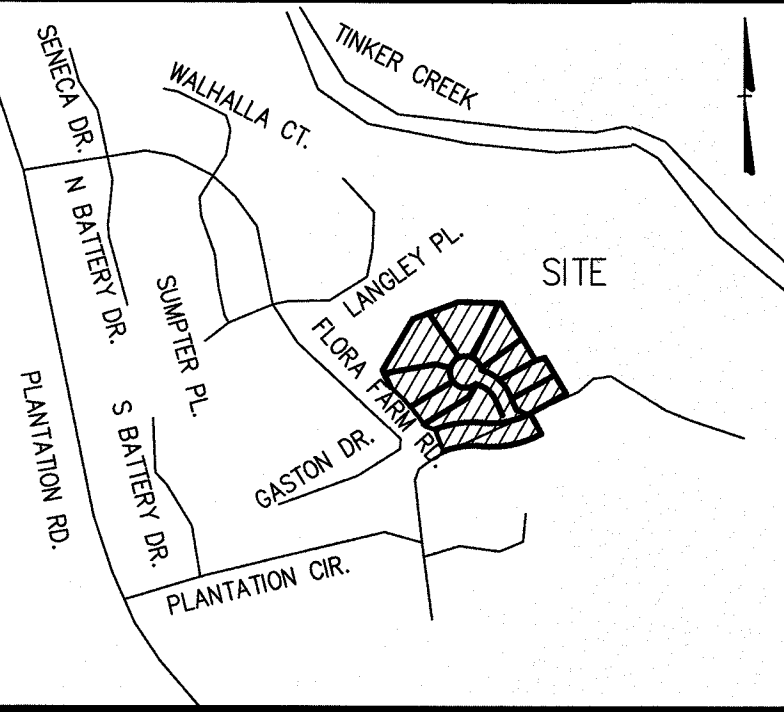 SENECA DR.
TINKER CREEK
WALHALLA CT.
N BATTERY DR.
LANGLEY PL.
SITE
SUMPTER PL.
FLORA FARM RD.
PLANTATION RD.
S BATTERY DR.
GASTON DR.
PLANTATION CIR.